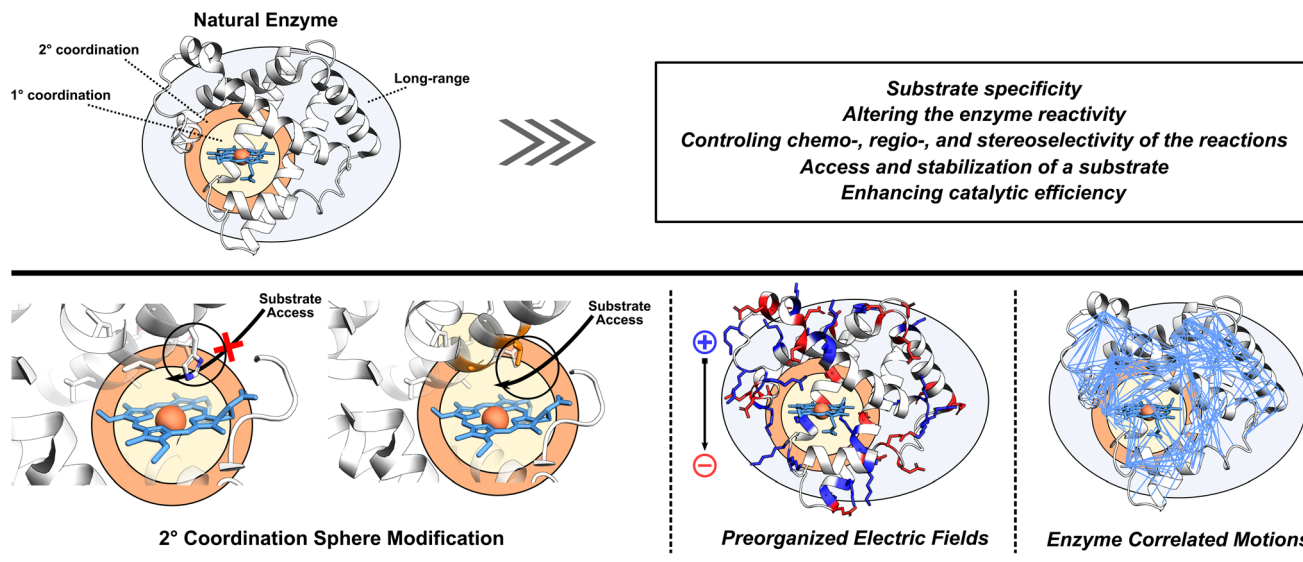 Natural Enzyme
2° coordination
1° coordination
Long-range
Substrate specificity
Altering the enzyme reactivity
Controling chemo-, regio-, and stereoselectivity of the reactions
Access and stabilization of a substrate
Enhancing catalytic efficiency
Substrate
Access
Substrate
Access
+
−
2° Coordination Sphere Modification
Preorganized Electric Fields
Enzyme Correlated Motions